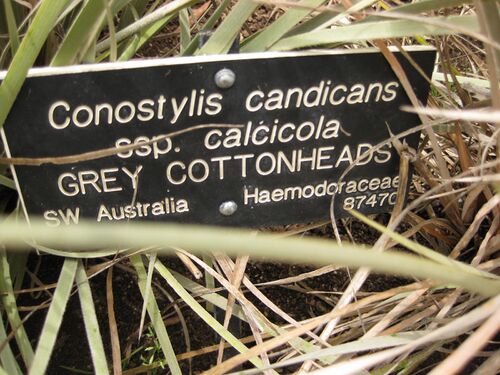 Conostylis candicans
ssp. calcicola
GREY COTTONHEADS
SW Australia Haemodoraceae
87470